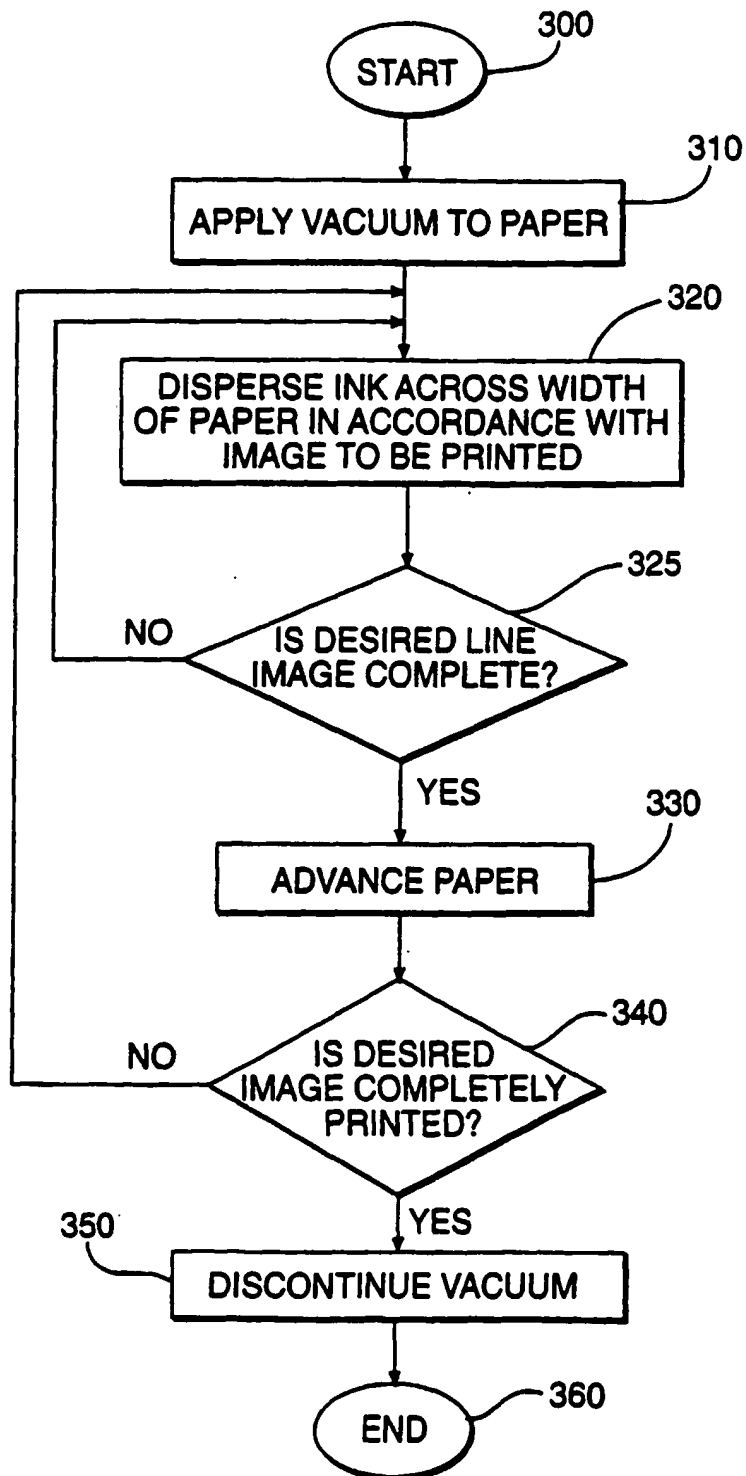 300
START
310
APPLY VACUUM TO PAPER
320
DISPERSE INK ACROSS WIDTH
OF PAPER IN ACCORDANCE WITH
IMAGE TO BE PRINTED
325
NO
IS DESIRED LINE
IMAGE COMPLETE?
YES
330
ADVANCE PAPER
340
NO
IS DESIRED
IMAGE COMPLETELY
PRINTED?
YES
350
DISCONTINUE VACUUM
360
END